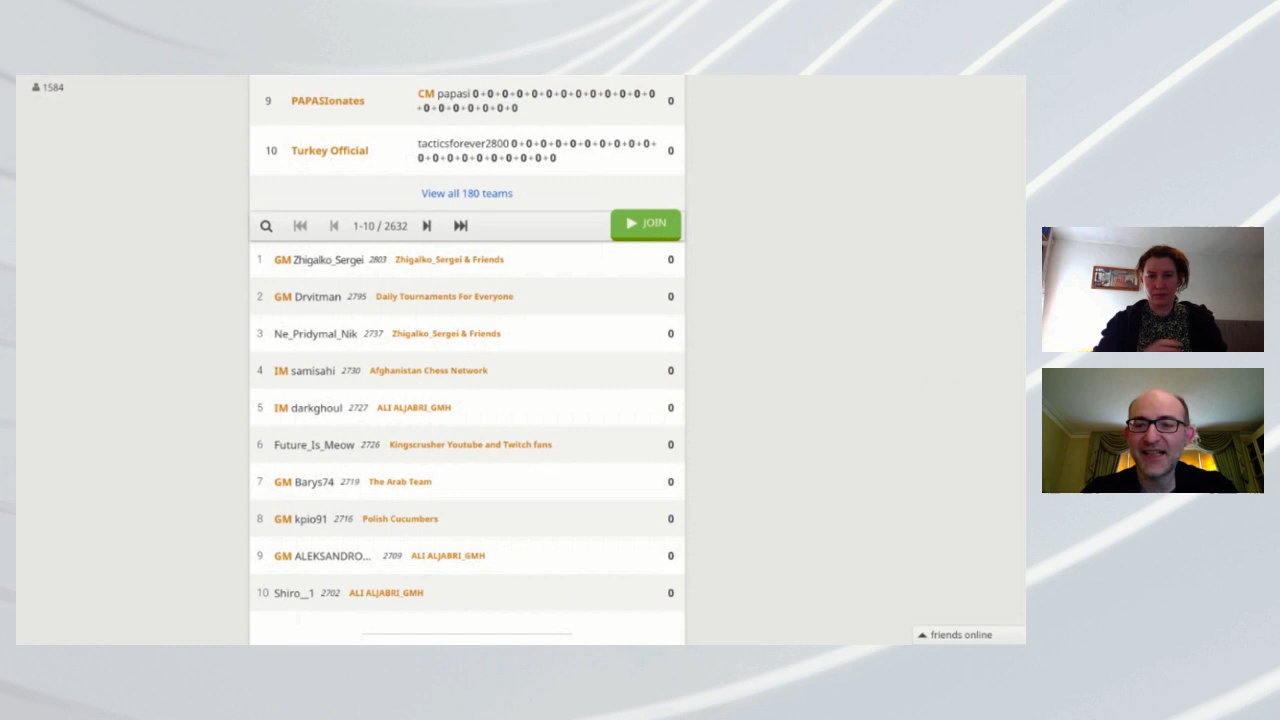 1584
9 PAPASIonates CM papasi 0+0+0+0+0+0+0+0+0+0+0+0+0
+0+0+0+0+0+0+0 0
10 Turkey Official tacticsforever2800 0+0+0+0+0+0+0+0+0+0+
0+0+0+0+0+0+0+0+0+0 0
View all 180 teams
1-10 / 2632 JOIN
1 GM Zhigalko_Sergei 2803 Zhigalko_Sergei & Friends 0
2 GM Drvitman 2795 Daily Tournaments For Everyone 0
3 Ne_Pridymal_Nik 2737 Zhigalko_Sergei & Friends 0
4 IM samisahi 2730 Afghanistan Chess Network 0
5 IM darkghoul 2727 ALI ALJABRI_GMH 0
6 Future_Is_Meow 2726 Kingscrusher Youtube and Twitch fans 0
7 GM Barys74 2719 The Arab Team 0
8 GM kpio91 2716 Polish Cucumbers 0
9 GM ALEKSANDRO... 2709 ALI ALJABRI_GMH 0
10 Shiro__1 2702 ALI ALJABRI_GMH 0
friends online